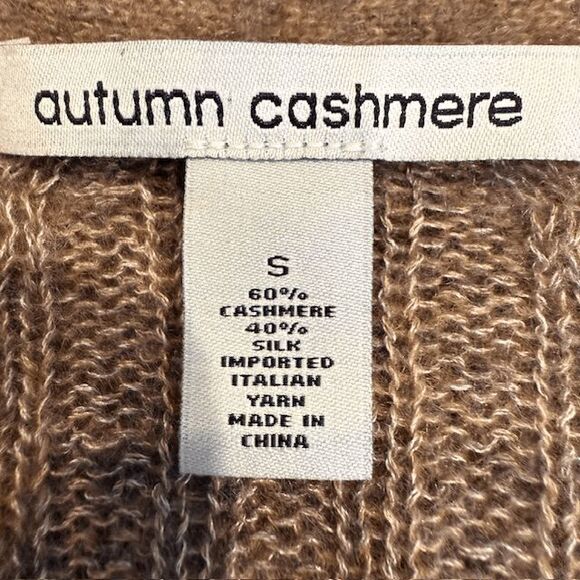 autumn cashmere
S
60%
CASHMERE
40%
SILK
IMPORTED
ITALIAN
YARN
MADE IN
CHINA